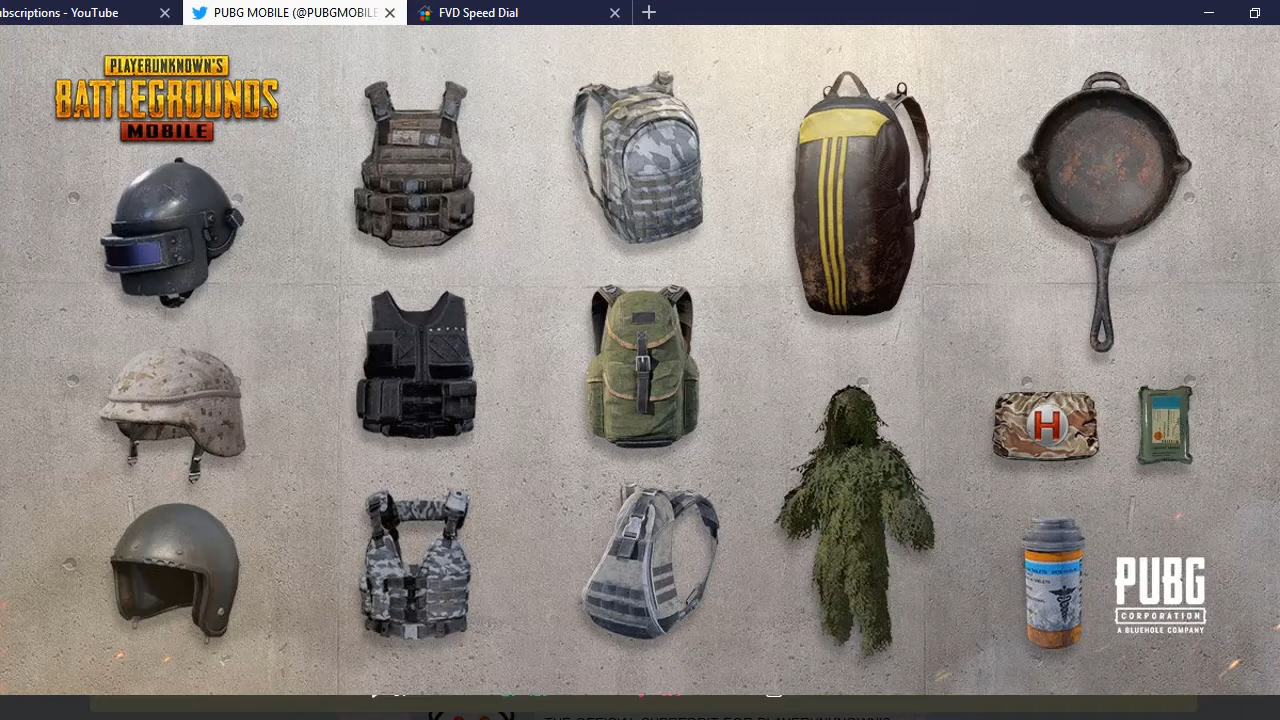 bscriptions - YouTube
PUBG MOBILE (@PUBGMOBILE
FVD Speed Dial
PLAYERUNKNOWN'S
BATTLEGROUNDS
MOBILE
H
PUBG
CORPORATION
A BLUEHOLE COMPANY